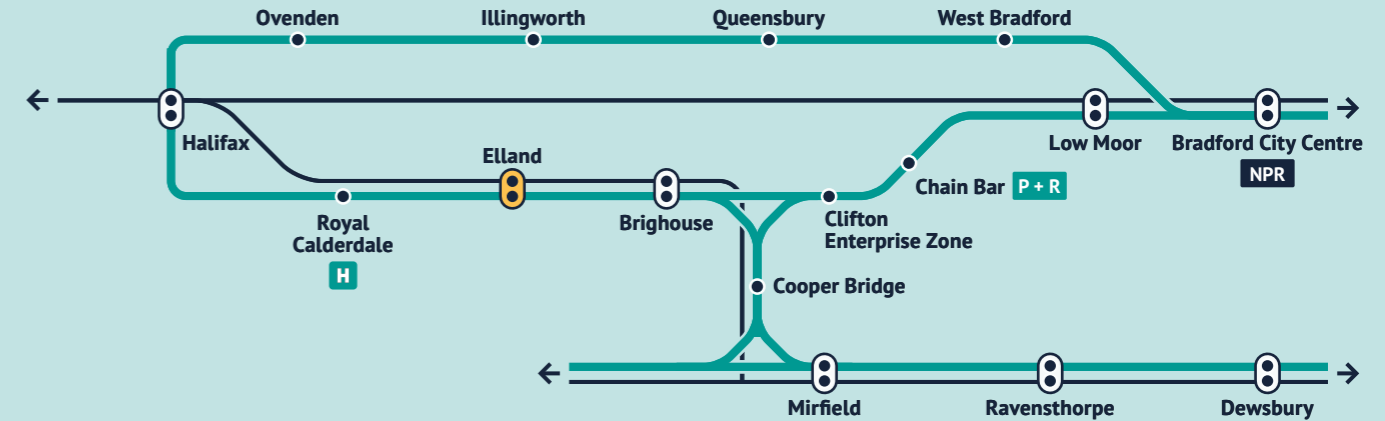 Ovenden
Illingworth
Queensbury
West Bradford
Halifax
Low Moor
Bradford City Centre
NPR
Elland
Chain Bar P + R
Royal
Calderdale
H
Brighouse
Clifton
Enterprise Zone
Cooper Bridge
Mirfield
Ravensthorpe
Dewsbury